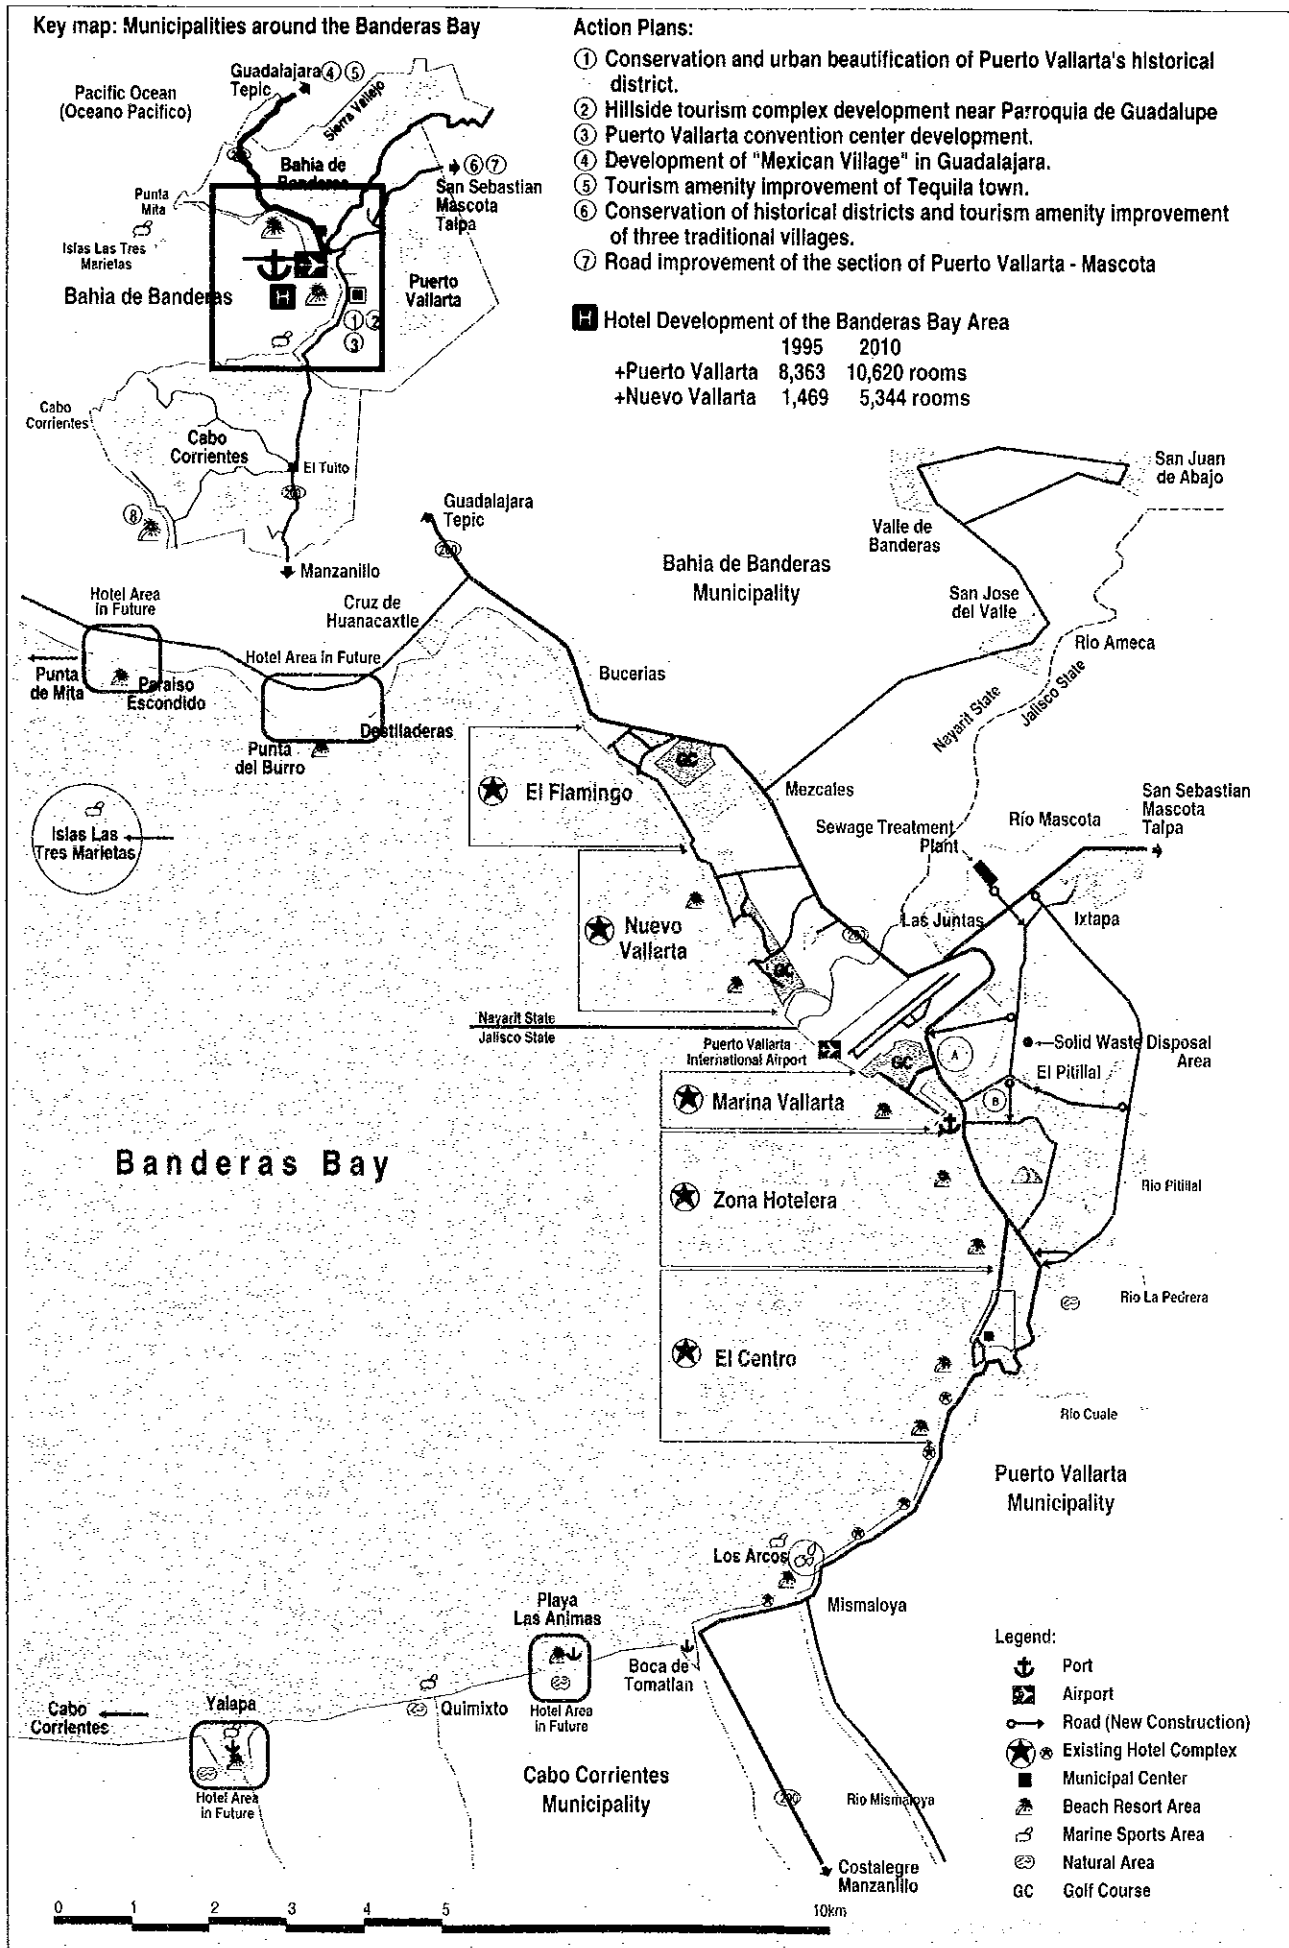 Key map: Municipalities around the Banderas Bay
Pacific Ocean
(Oceano Pacifico)
Guadalajara ④ ⑤
Tepic
Sierra Vallejo
200
Bahia de
Banderas
Punta
Mita
Islas Las Tres
Marietas
⑥ ⑦
San Sebastian
Mascota
Talpa
Bahia de Banderas
H
Puerto
Vallarta
① ②
③
Cabo
Corrientes
Cabo
Corrientes
El Tuito
200
⑧
Manzanillo
Action Plans:
① Conservation and urban beautification of Puerto Vallarta's historical
district.
② Hillside tourism complex development near Parroquia de Guadalupe
③ Puerto Vallarta convention center development.
④ Development of "Mexican Village" in Guadalajara.
⑤ Tourism amenity improvement of Tequila town.
⑥ Conservation of historical districts and tourism amenity improvement
of three traditional villages.
⑦ Road improvement of the section of Puerto Vallarta - Mascota
H Hotel Development of the Banderas Bay Area
1995 2010
+Puerto Vallarta 8,363 10,620 rooms
+Nuevo Vallarta 1,469 5,344 rooms
San Juan
de Abajo
Guadalajara
Tepic
200
Valle de
Banderas
Bahia de Banderas
Municipality
San Jose
del Valle
Hotel Area
in Future
Cruz de
Huanacaxtle
Río Ameca
Hotel Area in Future
Bucerias
Punta
de Mita
Paraiso
Escondido
Nayarit State
Jalisco State
Destiladeras
Punta
del Burro
GC
El Flamingo
Mezcales
San Sebastian
Mascota
Talpa
Sewage Treatment
Plant
Río Mascota
Islas Las
Tres Marietas
Nuevo
Vallarta
Las Juntas
Ixtapa
200
GC
Nayarit State
Jalisco State
Puerto Vallarta
International Airport
GC
A
Solid Waste Disposal
Area
El Pitillal
Marina Vallarta
B
Banderas Bay
Zona Hotelera
Rio Pitillal
Rio La Pedrera
El Centro
Rio Cuale
Puerto Vallarta
Municipality
Los Arcos
Playa
Las Animas
Mismaloya
Boca de
Tomatlan
Yalapa
Cabo
Corrientes
Quimixto
Hotel Area
in Future
Hotel Area
in Future
Cabo Corrientes
Municipality
200
Rio Mismaloya
Costalegre
Manzanillo
Legend:
Port
Airport
Road (New Construction)
Existing Hotel Complex
Municipal Center
Beach Resort Area
Marine Sports Area
Natural Area
GC Golf Course
0 1 2 3 4 5 10km